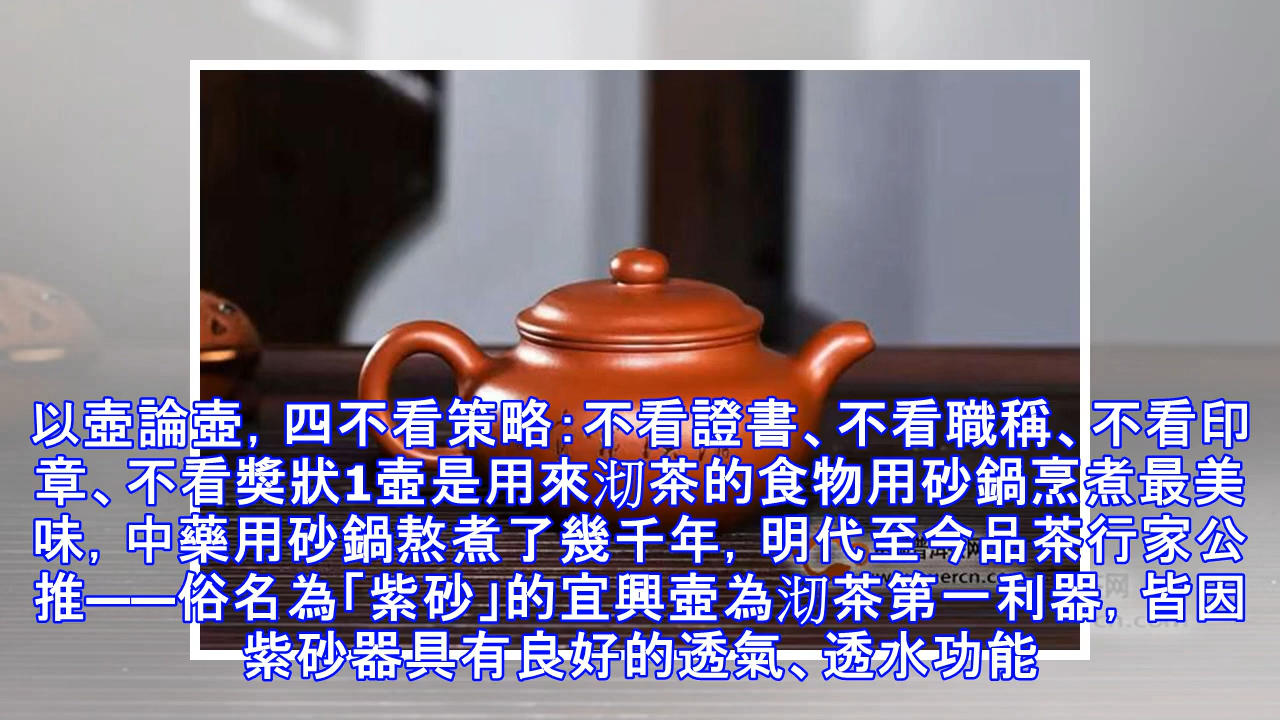 以壺論壺, 四不看策略:不看證書、不看職稱、不看印
章、不看獎狀1壺是用來沏茶的食物用砂鍋烹煮最美
味, 中藥用砂鍋熬煮了幾千年, 明代至今品茶行家公
推——俗名為「紫砂」的宜興壺為沏茶第一利器, 皆因
紫砂器具有良好的透氣、透水功能